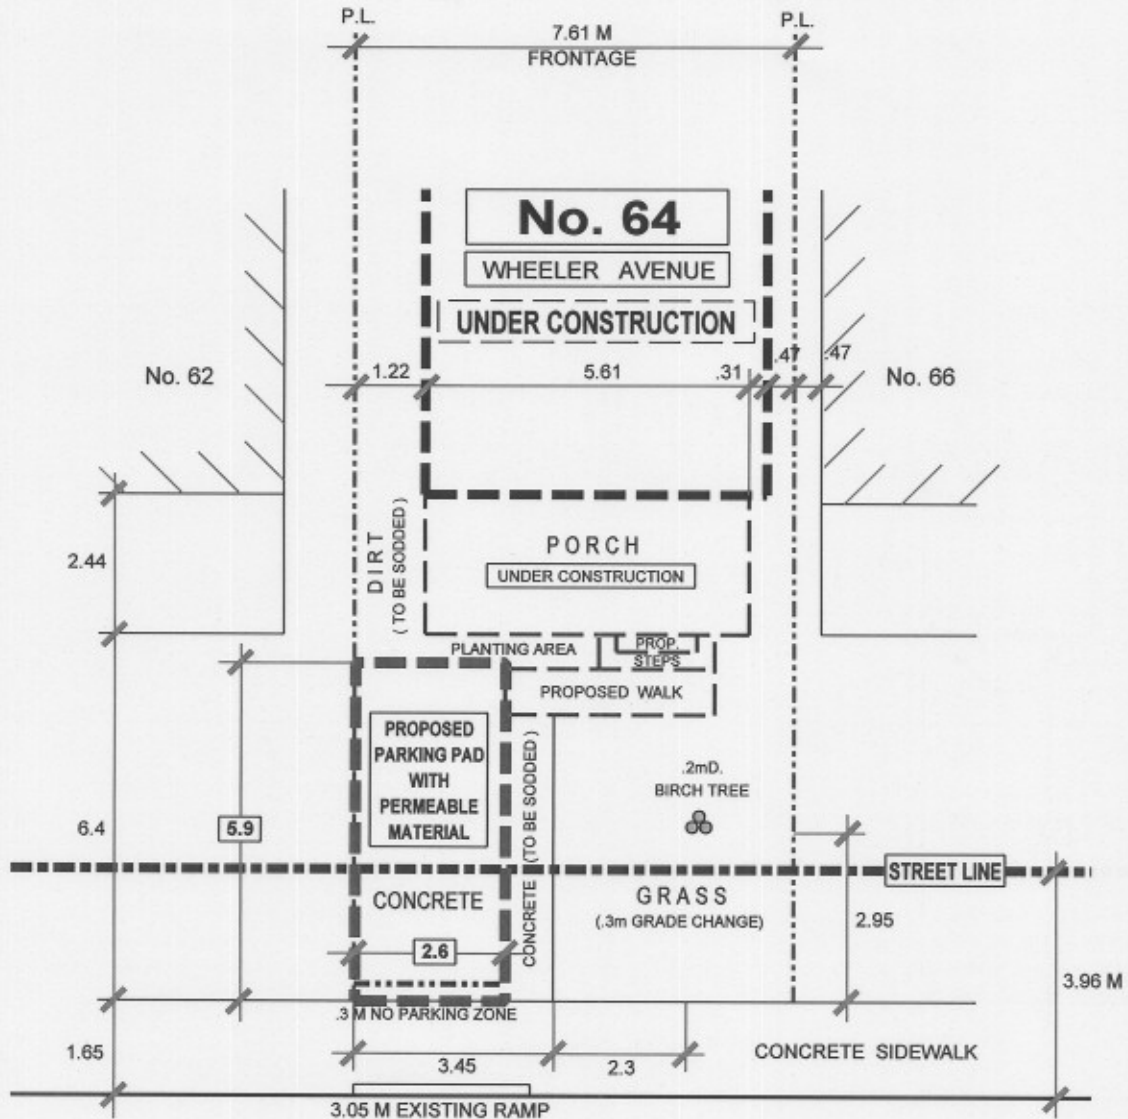 P.L.
P.L.
7.61 M
FRONTAGE
No. 64
WHEELER AVENUE
UNDER CONSTRUCTION
.47
.47
No. 62
1.22
5.61
.31
No. 66
DIRT
( TO BE SODDED )
2.44
PORCH
UNDER CONSTRUCTION
PLANTING AREA
PROP.
STEPS
PROPOSED WALK
PROPOSED
PARKING PAD
WITH
PERMEABLE
MATERIAL
CONCRETE (TO BE SODDED )
.2mD.
BIRCH TREE
6.4
5.9
STREET LINE
CONCRETE
GRASS
(.3m GRADE CHANGE)
2.95
2.6
3.96 M
.3 M NO PARKING ZONE
1.65
3.45
2.3
CONCRETE SIDEWALK
3.05 M EXISTING RAMP